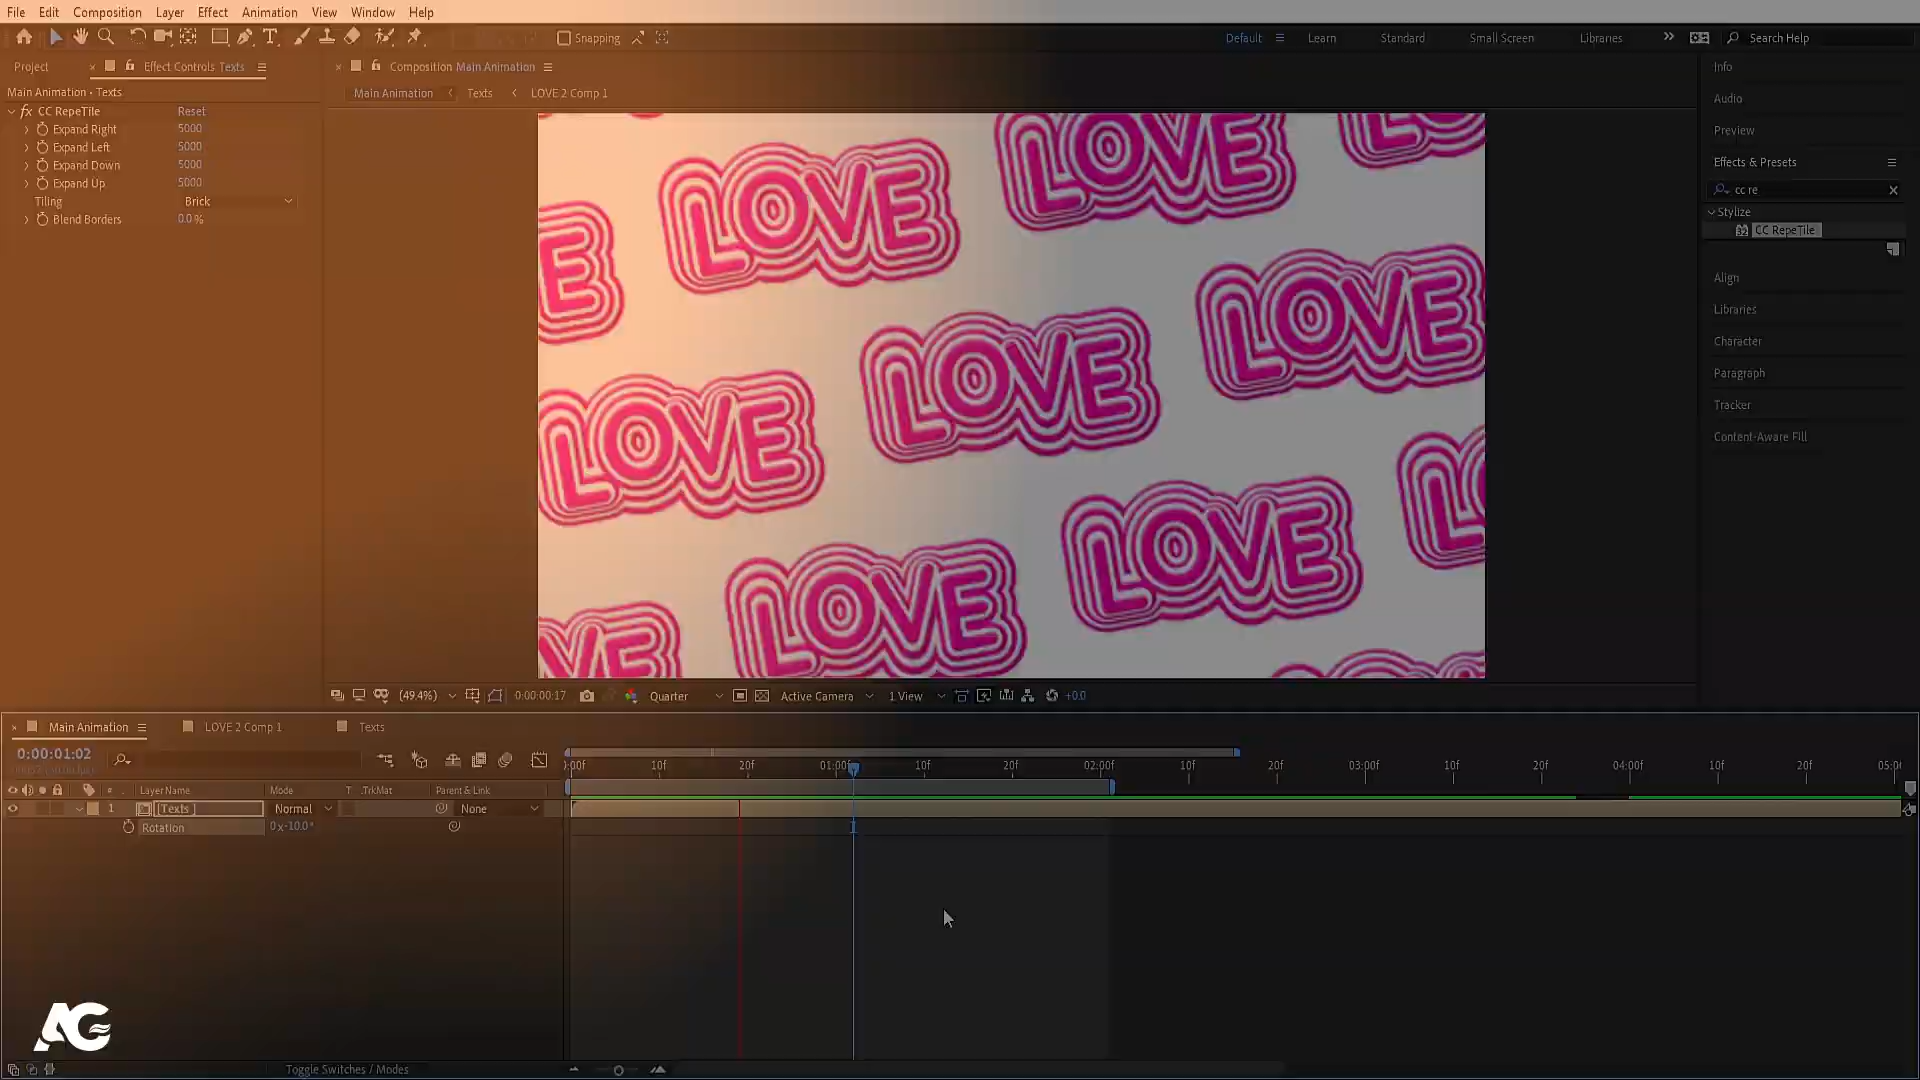 File Edit Composition Layer Effect Animation View Window Help
Snapping Default Learn Standard Small Screen Libraries Search Help
Project Effect Controls Texts
Composition Main Animation
Main Animation • Texts
Main Animation Texts LOVE 2 Comp 1
fx CC RepeTile Reset
Expand Right 5000
Expand Left 5000
Expand Down 5000
Expand Up 5000
Tiling Brick
Blend Borders 0.0 %
LOVE LOVE LO
E LOVE LOVE
LOVE LOVE L
OVE LOVE
Info
Audio
Preview
Effects & Presets
cc re
Stylize
32 CC RepeTile
Align
Libraries
Character
Paragraph
Tracker
Content-Aware Fill
(49.4%) 0:00:00:17 Quarter Active Camera 1 View +0.0
Main Animation LOVE 2 Comp 1 Texts
0:00:01:02
):00f 10f 20f 01:00f 10f 20f 02:00f 10f 20f 03:00f 10f 20f 04:00f 10f 20f 05:0
# Layer Name Mode T .TrkMat Parent & Link
1 [Texts ] Normal None
Rotation 0 x -10.0°
AG
Toggle Switches / Modes